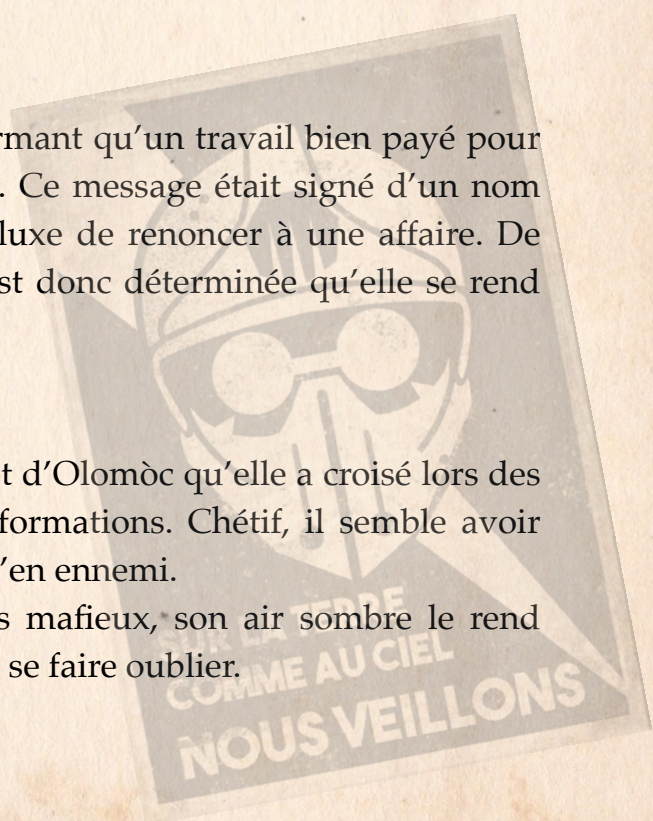 rmant qu’un travail bien payé pour
. Ce message était signé d’un nom
luxe de renoncer à une affaire. De
st donc déterminée qu’elle se rend
t d’Olomòc qu’elle a croisé lors des
formations. Chétif, il semble avoir
’en ennemi.
s mafieux, son air sombre le rend
se faire oublier.
SUR LA TERRE
COMME AU CIEL
NOUS VEILLONS